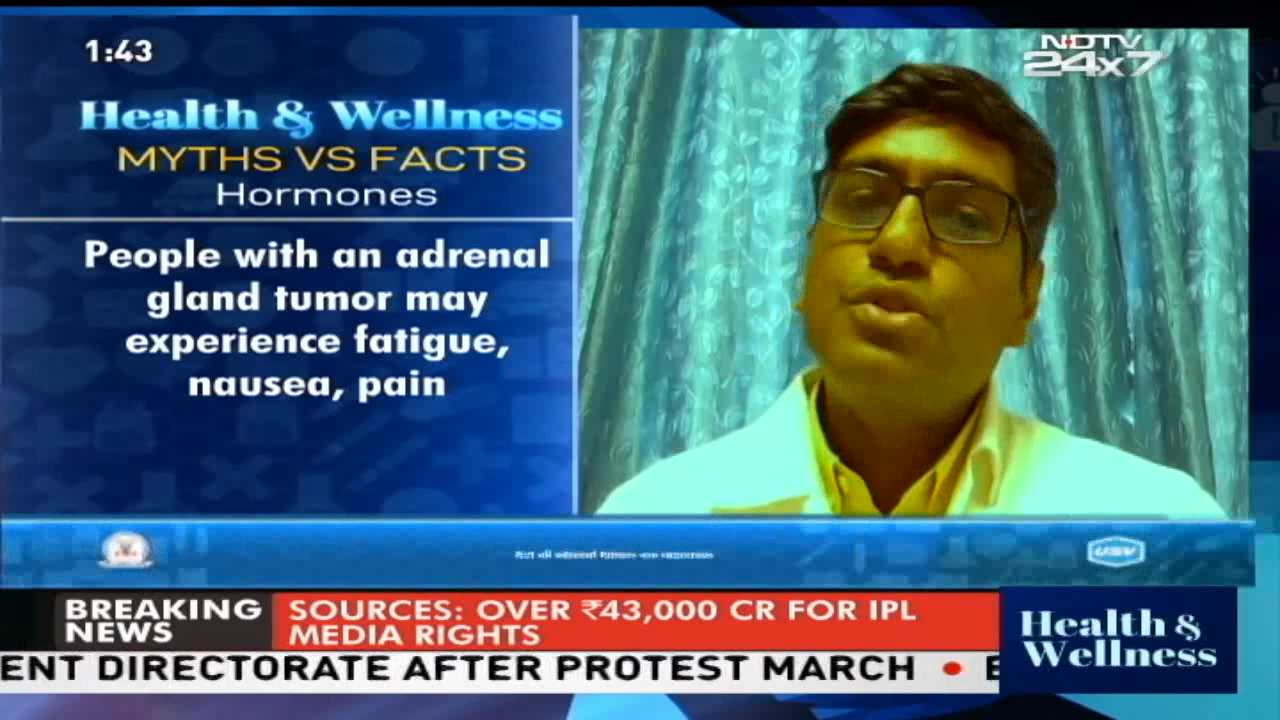 1:43
NDTV
24x7
Health & Wellness
MYTHS VS FACTS
Hormones
People with an adrenal
gland tumor may
experience fatigue,
nausea, pain
USV
BREAKING
NEWS
SOURCES: OVER ₹43,000 CR FOR IPL
MEDIA RIGHTS
Health &
Wellness
ENT DIRECTORATE AFTER PROTEST MARCH • E